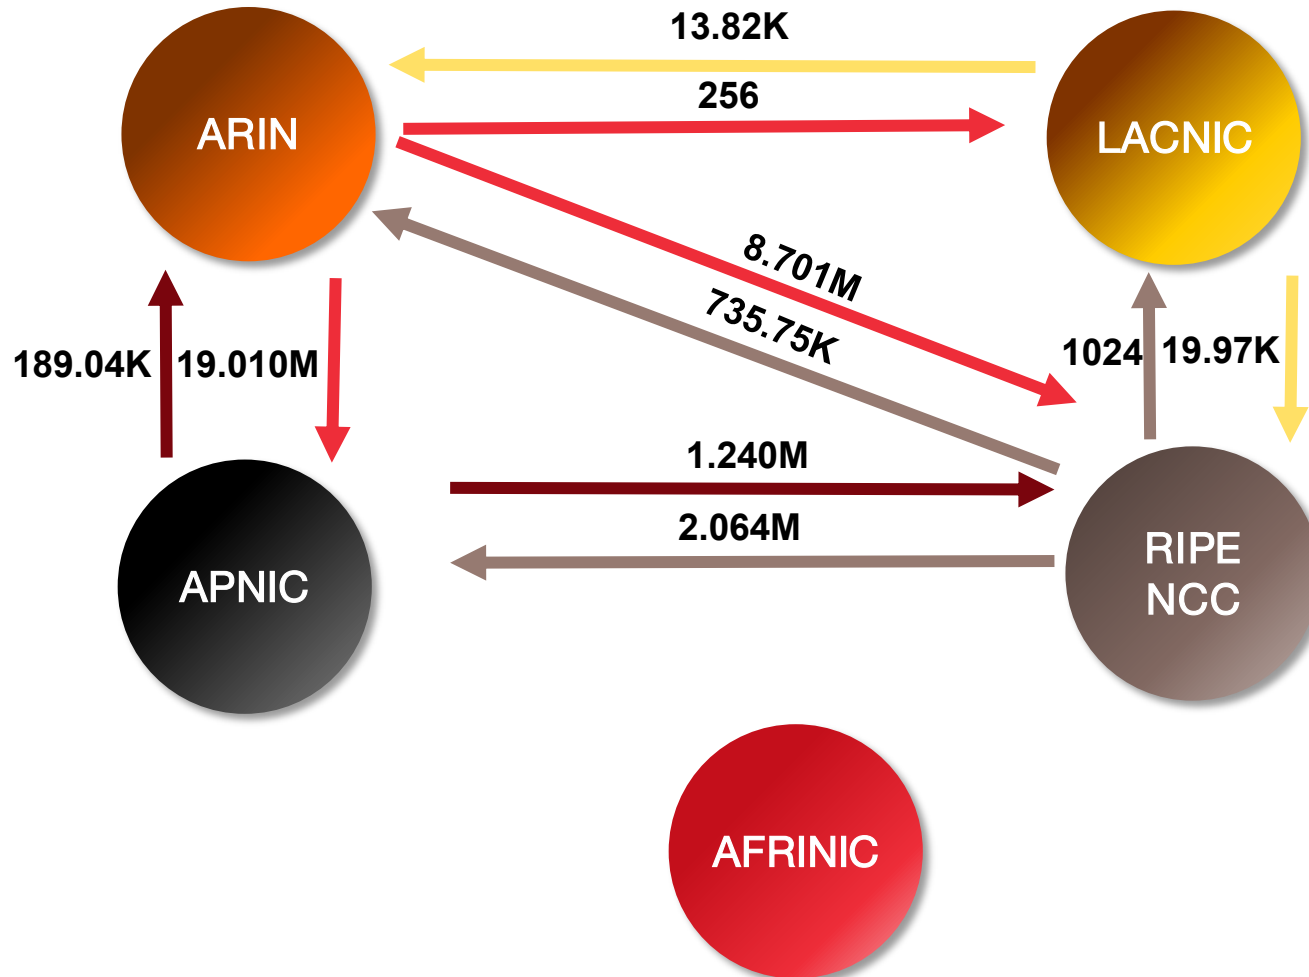 13.82K
256
ARIN
LACNIC
8.701M
735.75K
189.04K
19.010M
1024
19.97K
1.240M
2.064M
APNIC
RIPE
NCC
AFRINIC